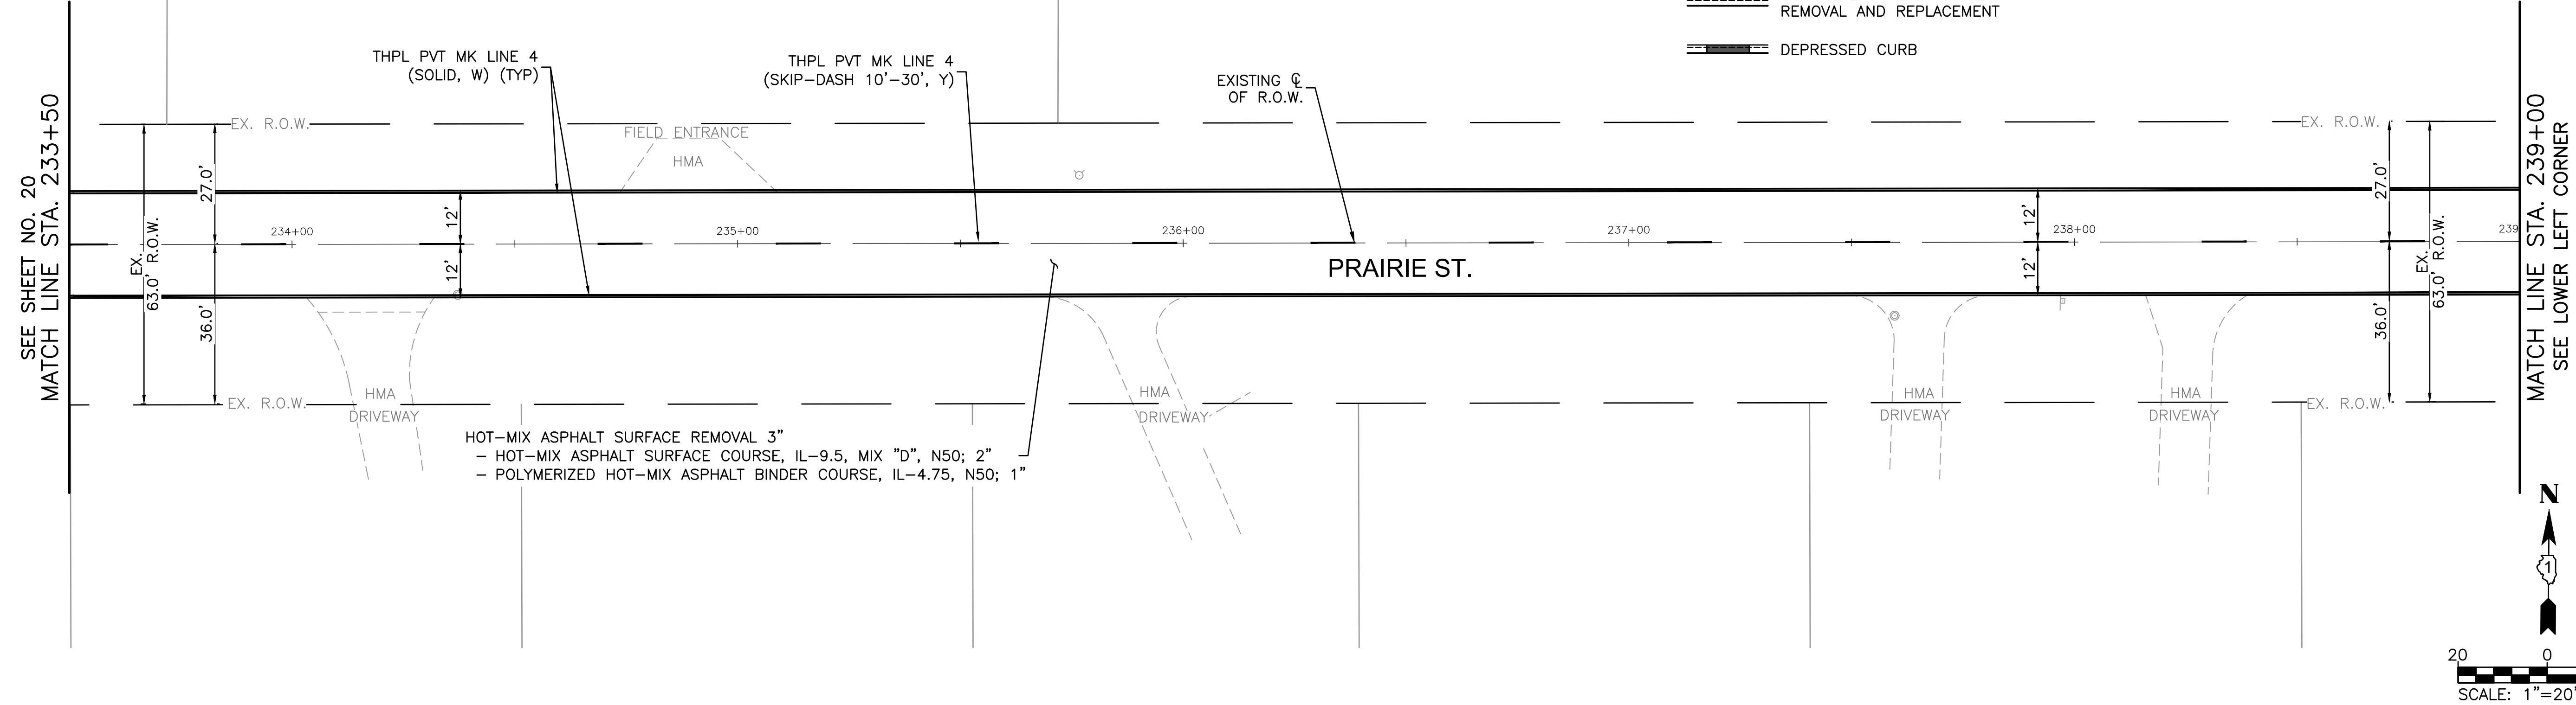 REMOVAL AND REPLACEMENT
DEPRESSED CURB
THPL PVT MK LINE 4
(SOLID, W) (TYP)
THPL PVT MK LINE 4
(SKIP-DASH 10'-30', Y)
EXISTING ℄
OF R.O.W.
SEE SHEET NO. 20
MATCH LINE STA. 233+50
EX. R.O.W.
FIELD ENTRANCE
HMA
EX. R.O.W.
27.0'
12'
12'
27.0'
EX.
63.0' R.O.W.
234+00
235+00
236+00
237+00
238+00
239
EX.
63.0' R.O.W.
PRAIRIE ST.
36.0'
12'
12'
36.0'
MATCH LINE STA. 239+00
SEE LOWER LEFT CORNER
EX. R.O.W.
HMA
DRIVEWAY
HMA
DRIVEWAY
HMA
DRIVEWAY
HMA
DRIVEWAY
EX. R.O.W.
HOT-MIX ASPHALT SURFACE REMOVAL 3"
- HOT-MIX ASPHALT SURFACE COURSE, IL-9.5, MIX "D", N50; 2"
- POLYMERIZED HOT-MIX ASPHALT BINDER COURSE, IL-4.75, N50; 1"
N
1
20 0
SCALE: 1"=20'